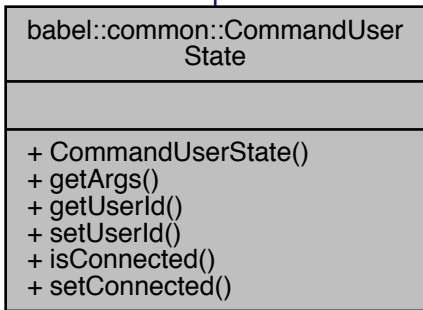 babel::common::CommandUser
State
+ CommandUserState()
+ getArgs()
+ getUserId()
+ setUserId()
+ isConnected()
+ setConnected()